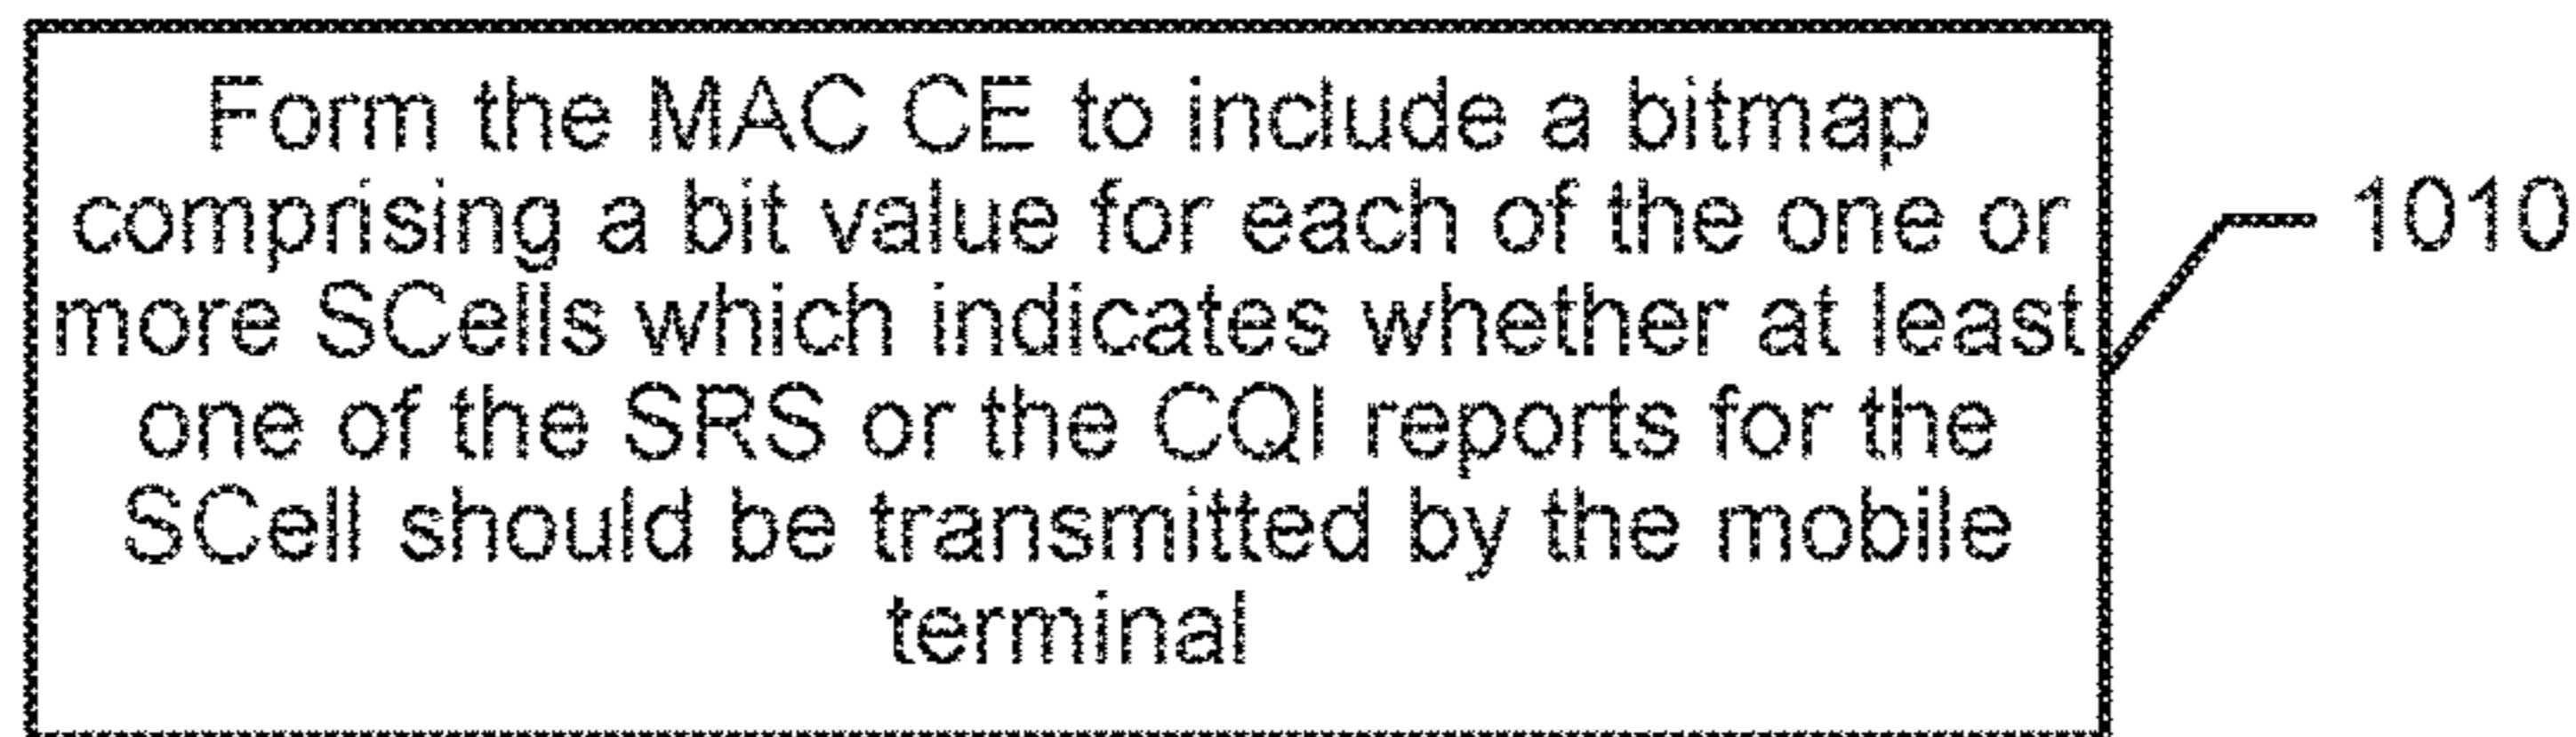 Form the MAC CE to include a bitmap
comprising a bit value for each of the one or
more SCells which indicates whether at least
one of the SRS or the CQI reports for the
SCell should be transmitted by the mobile
terminal
1010